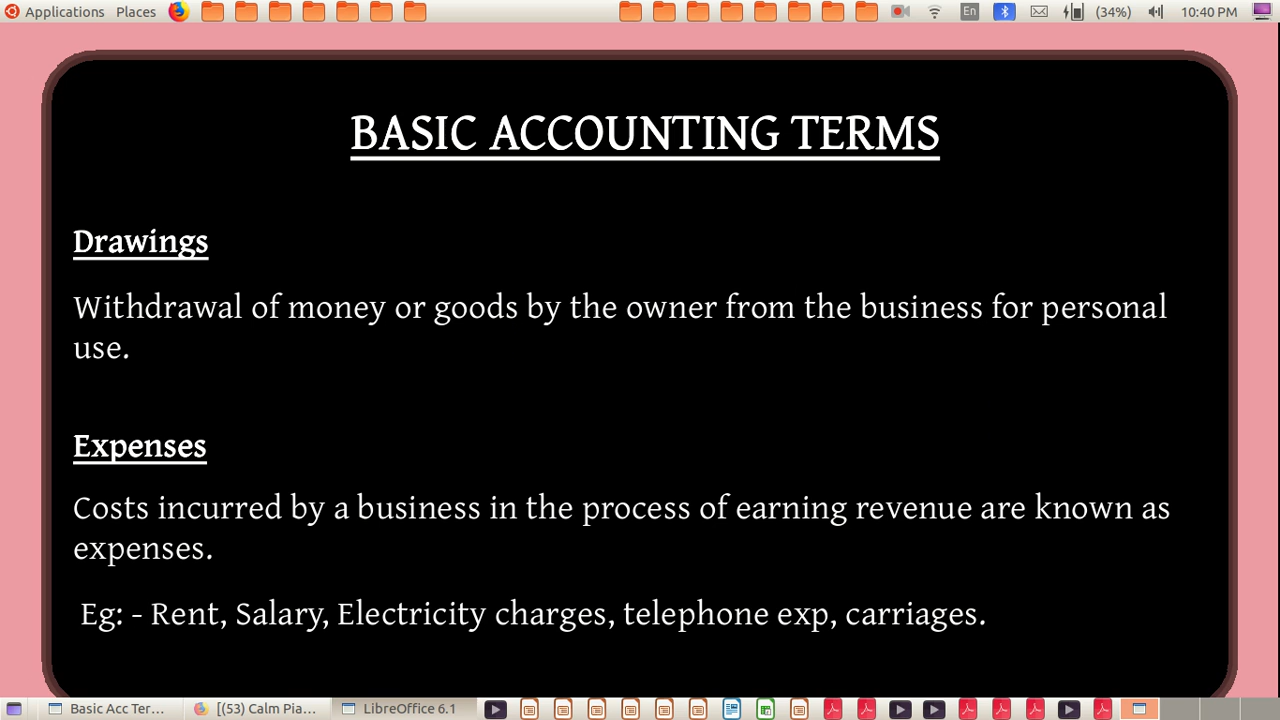 Applications Places En (34%) 10:40 PM
BASIC ACCOUNTING TERMS
Drawings
Withdrawal of money or goods by the owner from the business for personal
use.
Expenses
Costs incurred by a business in the process of earning revenue are known as
expenses.
Eg: - Rent, Salary, Electricity charges, telephone exp, carriages.
Basic Acc Ter... [(53) Calm Pia... LibreOffice 6.1